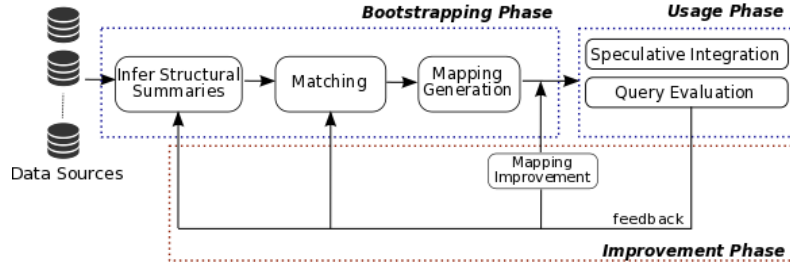 Bootstrapping Phase
Usage Phase
Infer Structural
Summaries
Matching
Mapping
Generation
Speculative Integration
Query Evaluation
Data Sources
Mapping
Improvement
feedback
Improvement Phase